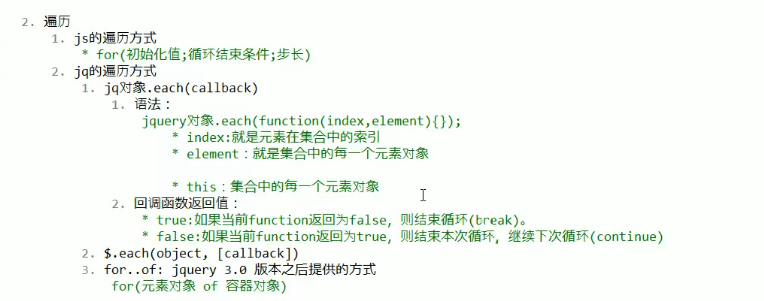 2. 遍历
1. js的遍历方式
* for(初始化值;循环结束条件;步长)
2. jq的遍历方式
1. jq对象.each(callback)
1. 语法：
jquery对象.each(function(index,element){});
* index:就是元素在集合中的索引
* element：就是集合中的每一个元素对象
* this：集合中的每一个元素对象
2. 回调函数返回值：
* true:如果当前function返回为false, 则结束循环(break)。
* false:如果当前function返回为true, 则结束本次循环, 继续下次循环(continue)
2. $.each(object, [callback])
3. for..of: jquery 3.0 版本之后提供的方式
for(元素对象 of 容器对象)